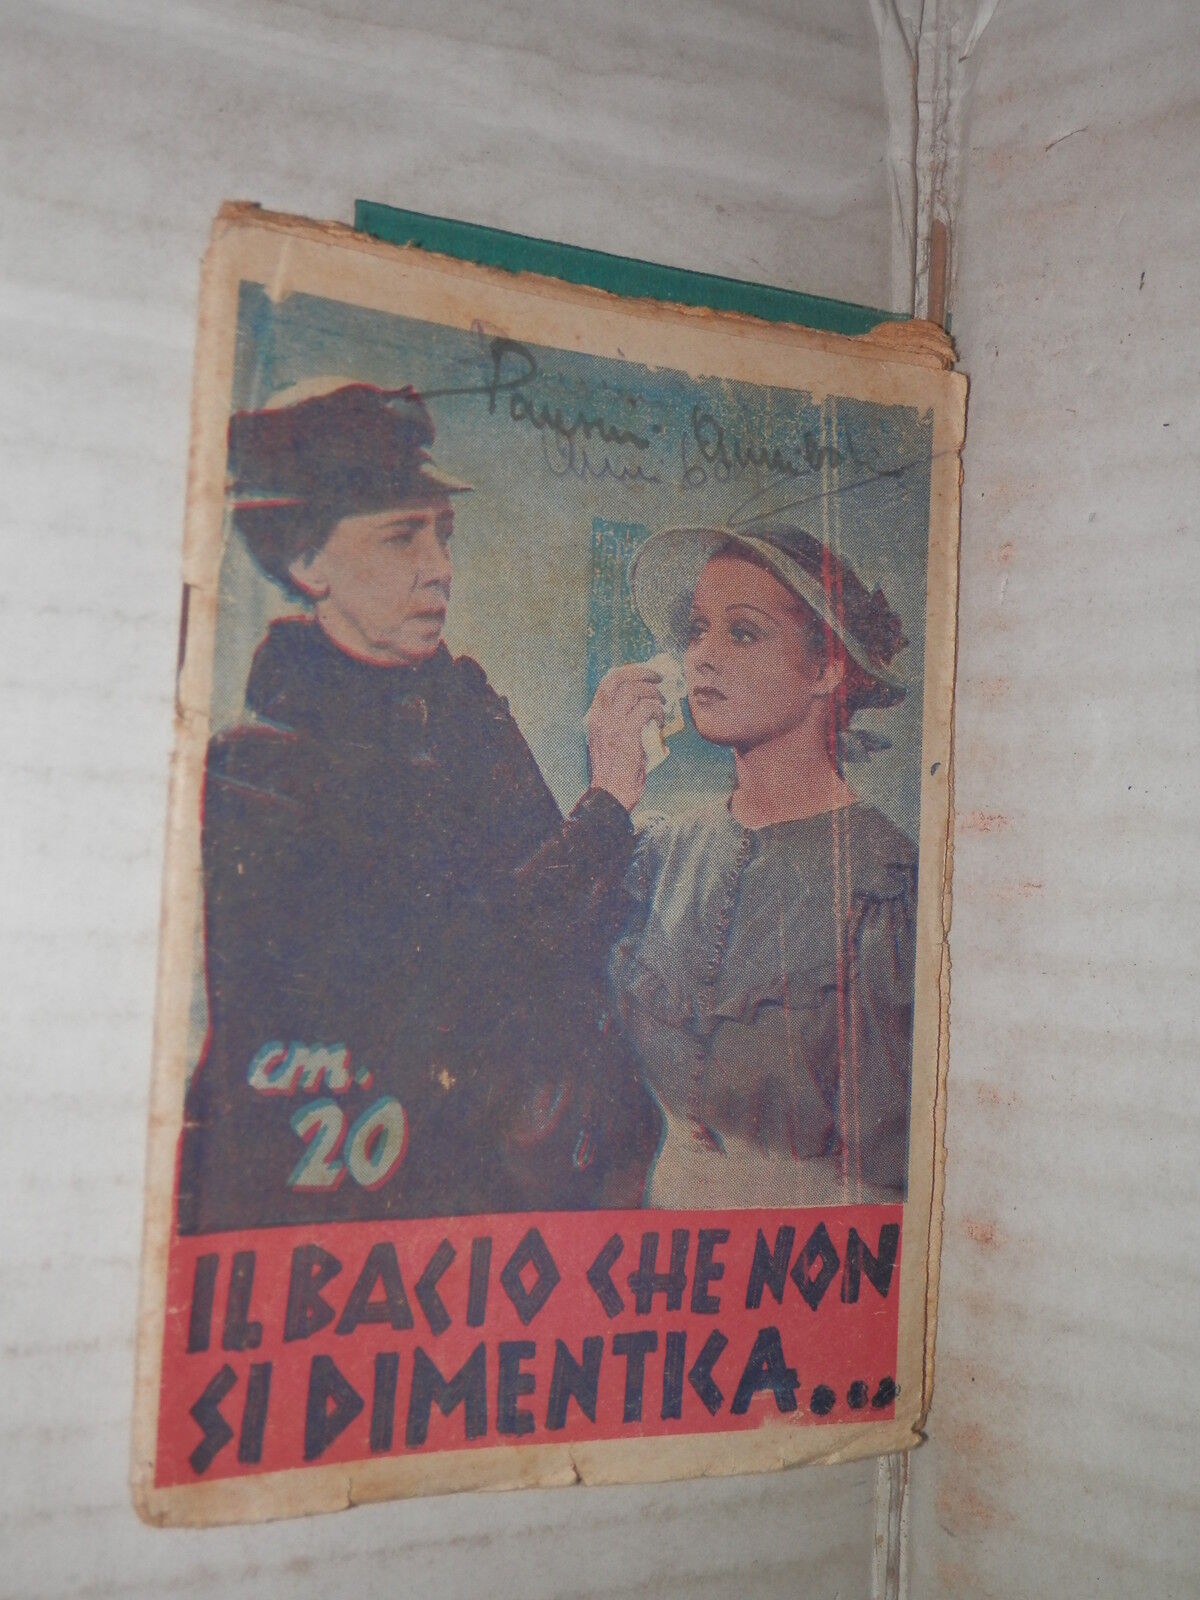 cm.
20
IL BACIO CHE NON
SI DIMENTICA...